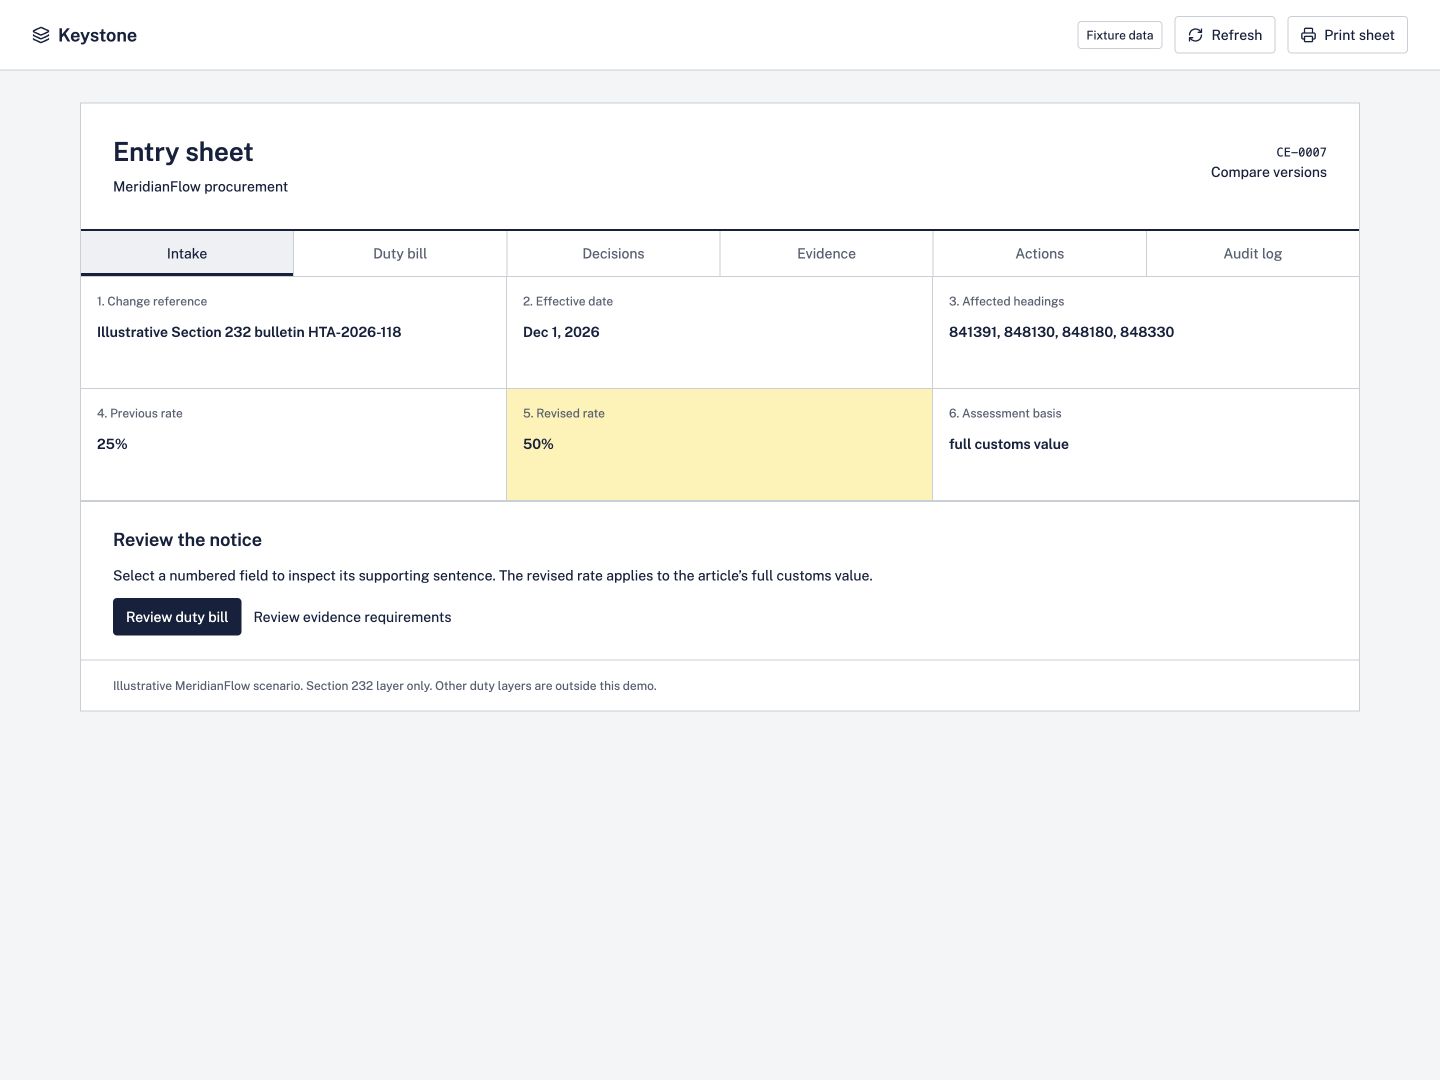 Keystone
Fixture data
Refresh
Print sheet
Entry sheet
MeridianFlow procurement
CE–0007
Compare versions
Intake
Duty bill
Decisions
Evidence
Actions
Audit log
1. Change reference
Illustrative Section 232 bulletin HTA-2026-118
2. Effective date
Dec 1, 2026
3. Affected headings
841391, 848130, 848180, 848330
4. Previous rate
25%
5. Revised rate
50%
6. Assessment basis
full customs value
Review the notice
Select a numbered field to inspect its supporting sentence. The revised rate applies to the article’s full customs value.
Review duty bill
Review evidence requirements
Illustrative MeridianFlow scenario. Section 232 layer only. Other duty layers are outside this demo.